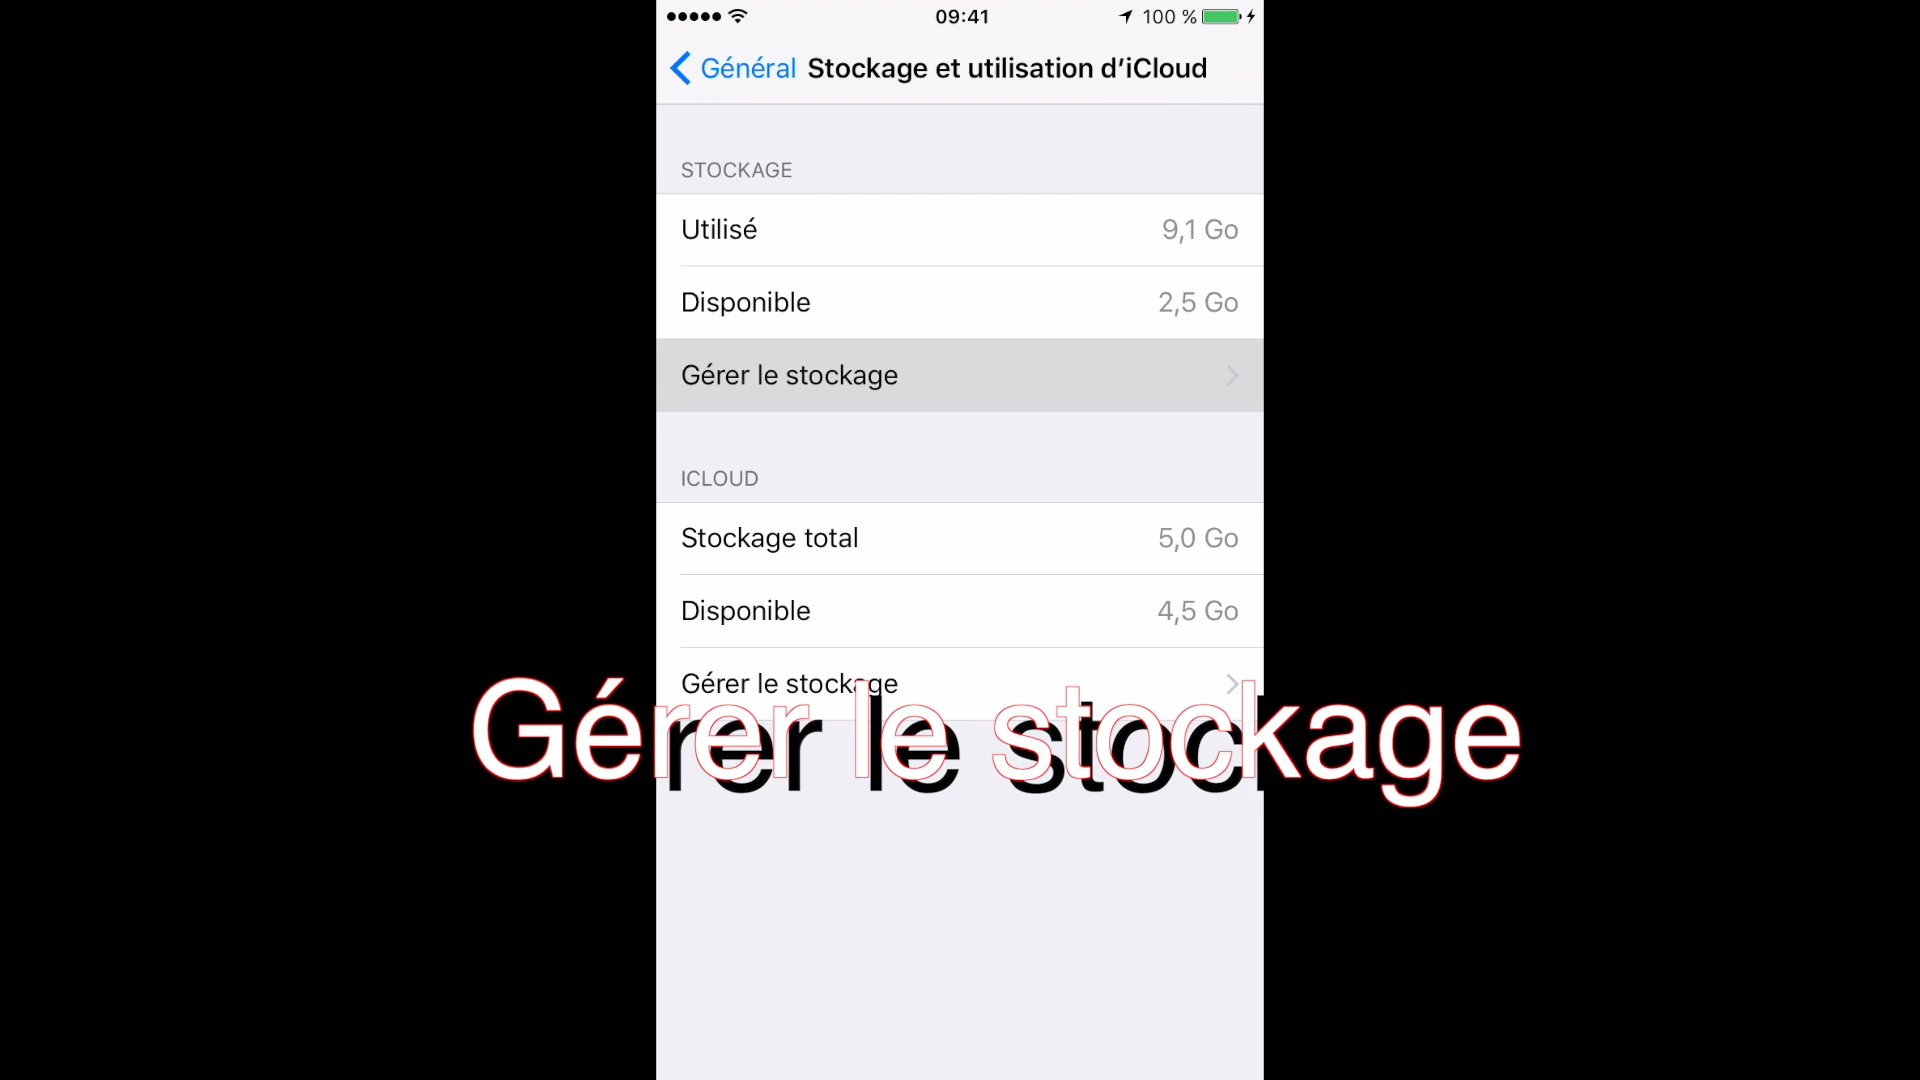 09:41
100 %
Général Stockage et utilisation d’iCloud
STOCKAGE
Utilisé 9,1 Go
Disponible 2,5 Go
Gérer le stockage
ICLOUD
Stockage total 5,0 Go
Disponible 4,5 Go
Gérer le stockage
Gérer le stockage